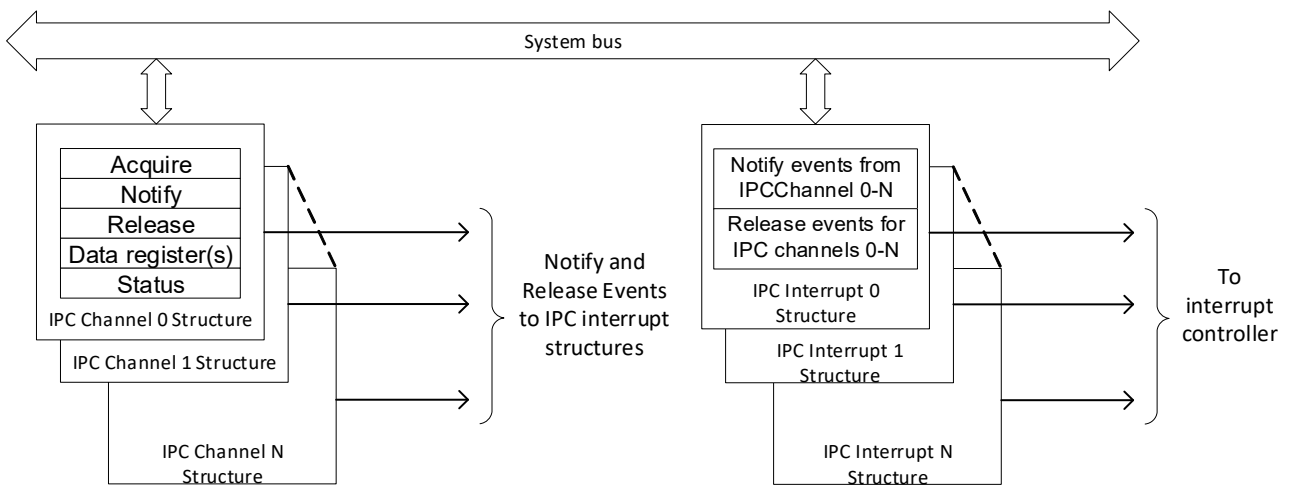 System bus
Acquire
Notify
Release
Data register(s)
Status
IPC Channel 0 Structure
IPC Channel 1 Structure
IPC Channel N
Structure
Notify and
Release Events
to IPC interrupt
structures
Notify events from
IPCChannel 0-N
Release events for
IPC channels 0-N
IPC Interrupt 0
Structure
IPC Interrupt 1
Structure
IPC Interrupt N
Structure
To
interrupt
controller